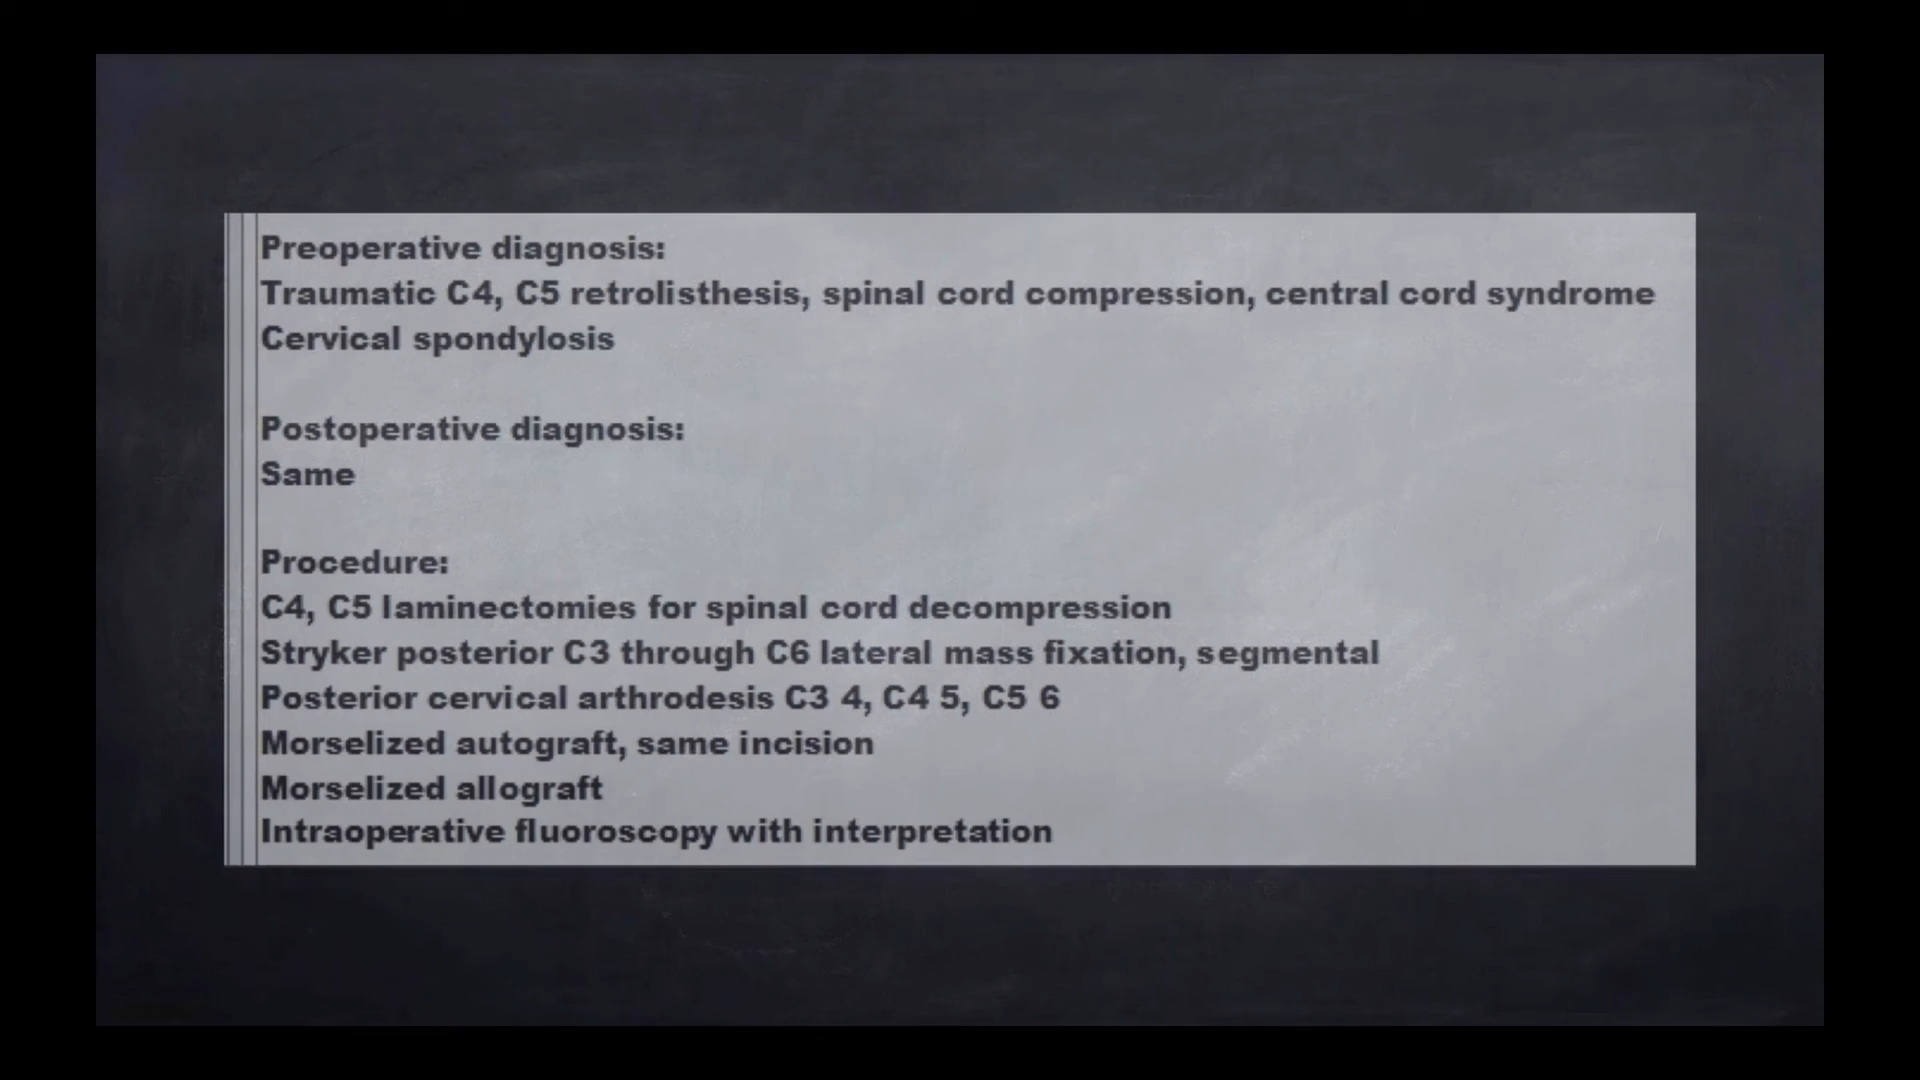 Preoperative diagnosis:
Traumatic C4, C5 retrolisthesis, spinal cord compression, central cord syndrome
Cervical spondylosis
Postoperative diagnosis:
Same
Procedure:
C4, C5 laminectomies for spinal cord decompression
Stryker posterior C3 through C6 lateral mass fixation, segmental
Posterior cervical arthrodesis C3 4, C4 5, C5 6
Morselized autograft, same incision
Morselized allograft
Intraoperative fluoroscopy with interpretation